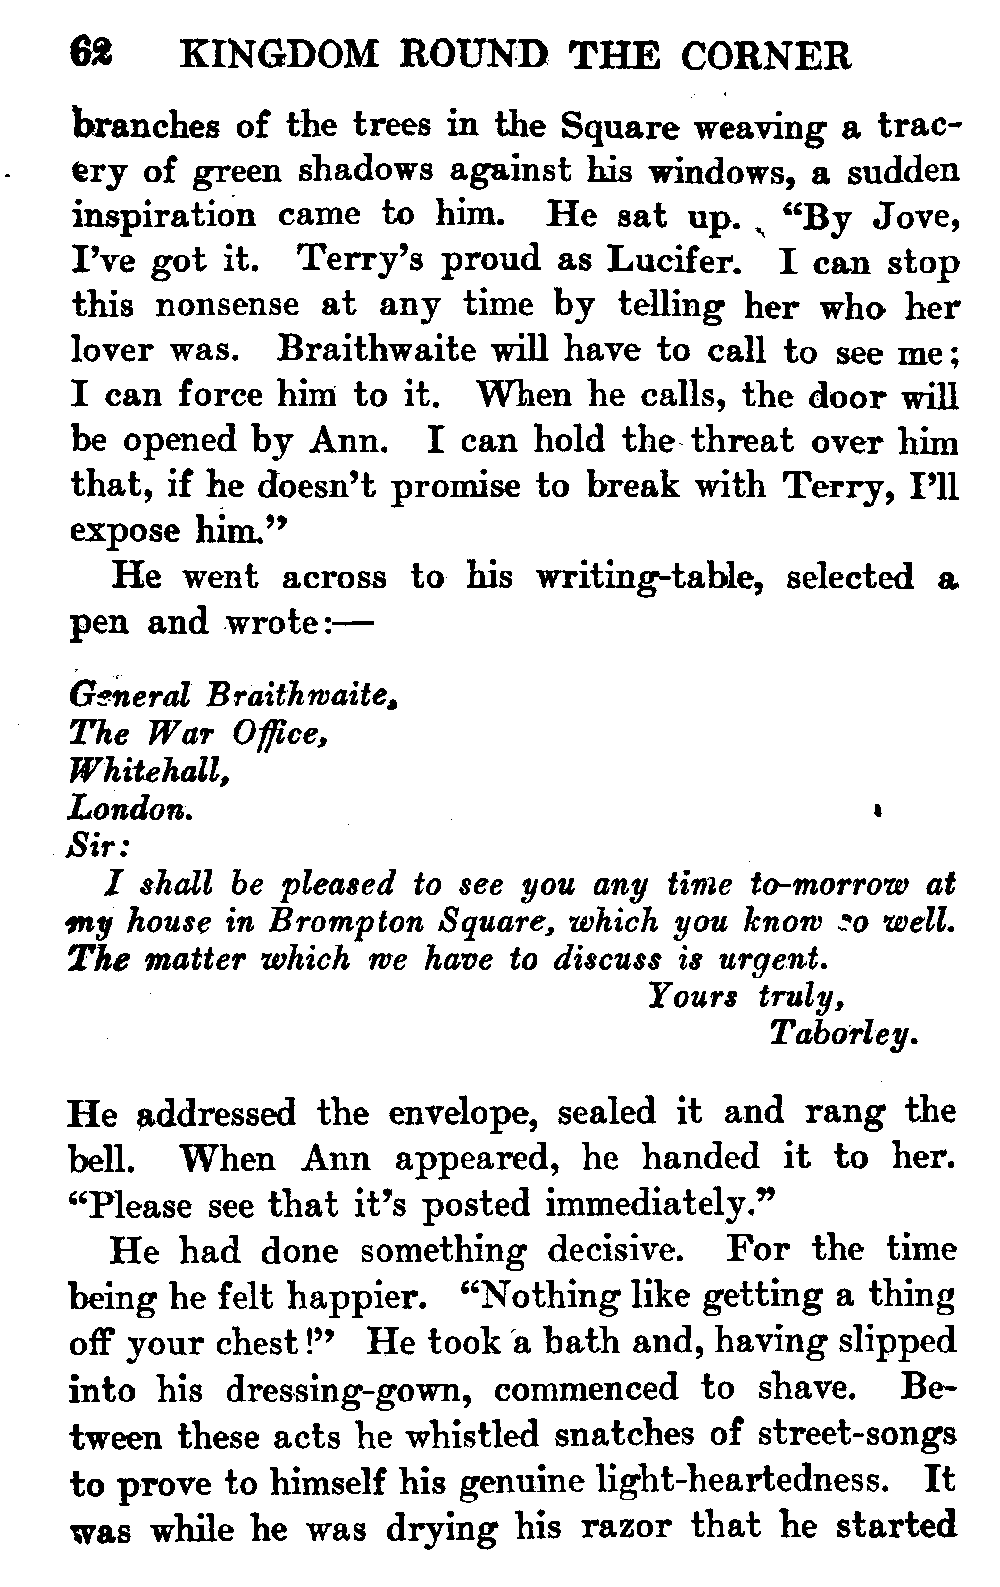 62 KINGDOM ROUND THE CORNER
branches of the trees in the Square weaving a trac-
ery of green shadows against his windows, a sudden
inspiration came to him. He sat up. “By Jove,
I’ve got it. Terry’s proud as Lucifer. I can stop
this nonsense at any time by telling her who her
lover was. Braithwaite will have to call to see me;
I can force him to it. When he calls, the door will
be opened by Ann. I can hold the threat over him
that, if he doesn’t promise to break with Terry, I’ll
expose him.”
He went across to his writing-table, selected a
pen and wrote:—
General Braithwaite,
The War Office,
Whitehall,
London.
Sir:
I shall be pleased to see you any time to-morrow at
my house in Brompton Square, which you know so well.
The matter which we have to discuss is urgent.
Yours truly,
Taborley.
He addressed the envelope, sealed it and rang the
bell. When Ann appeared, he handed it to her.
“Please see that it’s posted immediately.”
He had done something decisive. For the time
being he felt happier. “Nothing like getting a thing
off your chest!” He took a bath and, having slipped
into his dressing-gown, commenced to shave. Be-
tween these acts he whistled snatches of street-songs
to prove to himself his genuine light-heartedness. It
was while he was drying his razor that he started